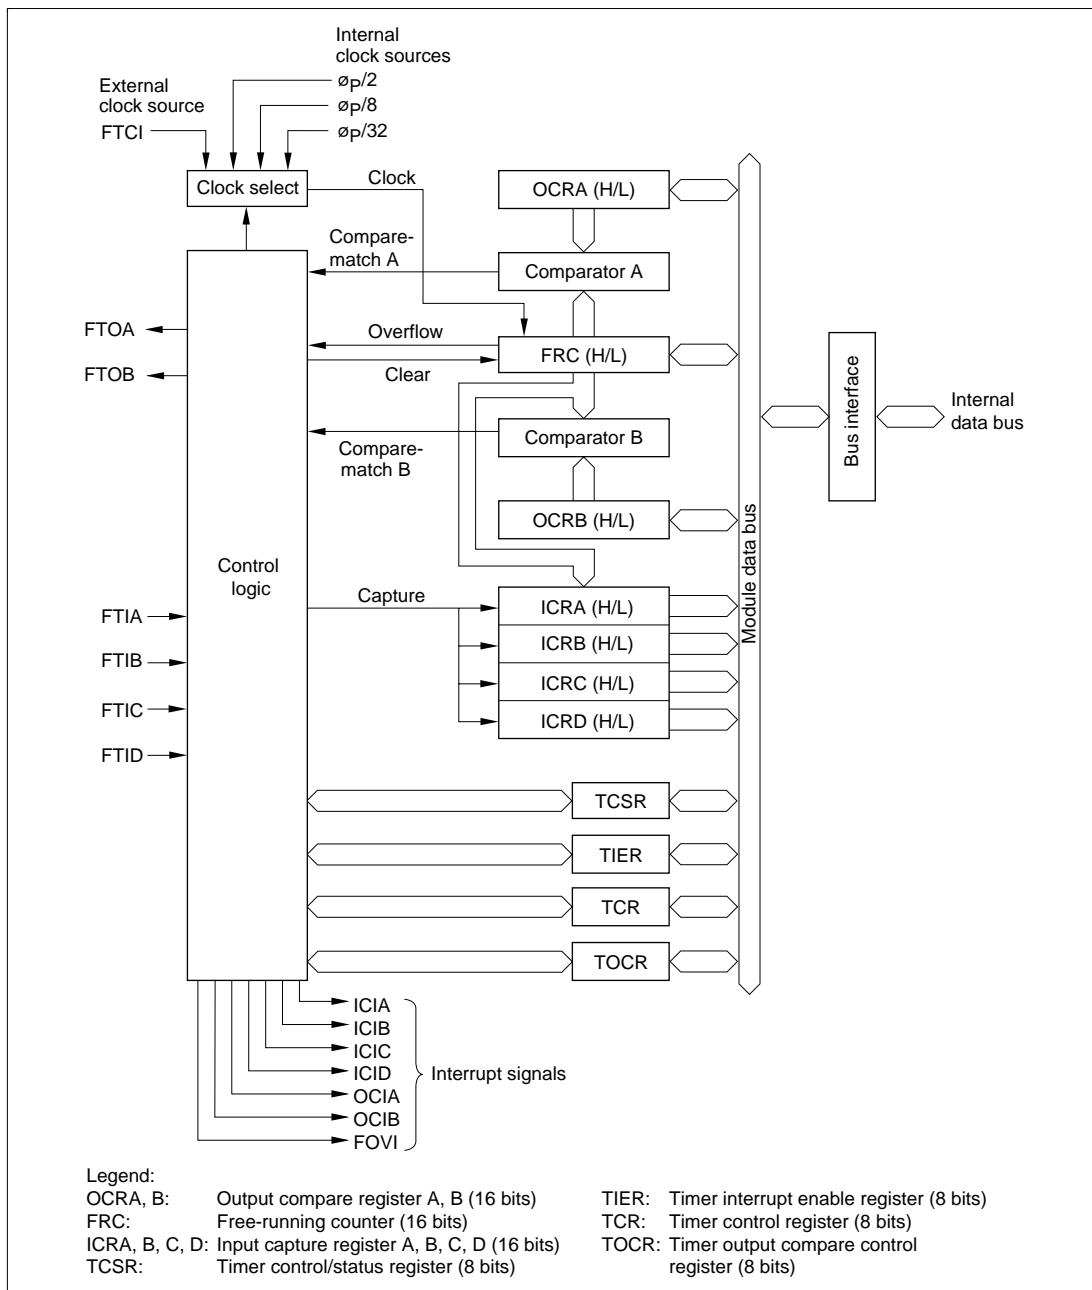 Internal
clock sources
External
clock source
øP/2
øP/8
FTCI
øP/32
Clock select
Clock
OCRA (H/L)
Compare-
match A
Comparator A
FTOA
Overflow
FRC (H/L)
FTOB
Clear
Comparator B
Compare-
match B
OCRB (H/L)
Bus interface
Internal
data bus
Module data bus
Control
logic
Capture
FTIA
FTIB
FTIC
FTID
ICRA (H/L)
ICRB (H/L)
ICRC (H/L)
ICRD (H/L)
TCSR
TIER
TCR
TOCR
ICIA
ICIB
ICIC
ICID
OCIA
OCIB
FOVI
Interrupt signals
Legend:
OCRA, B: Output compare register A, B (16 bits)
FRC: Free-running counter (16 bits)
ICRA, B, C, D: Input capture register A, B, C, D (16 bits)
TCSR: Timer control/status register (8 bits)
TIER: Timer interrupt enable register (8 bits)
TCR: Timer control register (8 bits)
TOCR: Timer output compare control
register (8 bits)